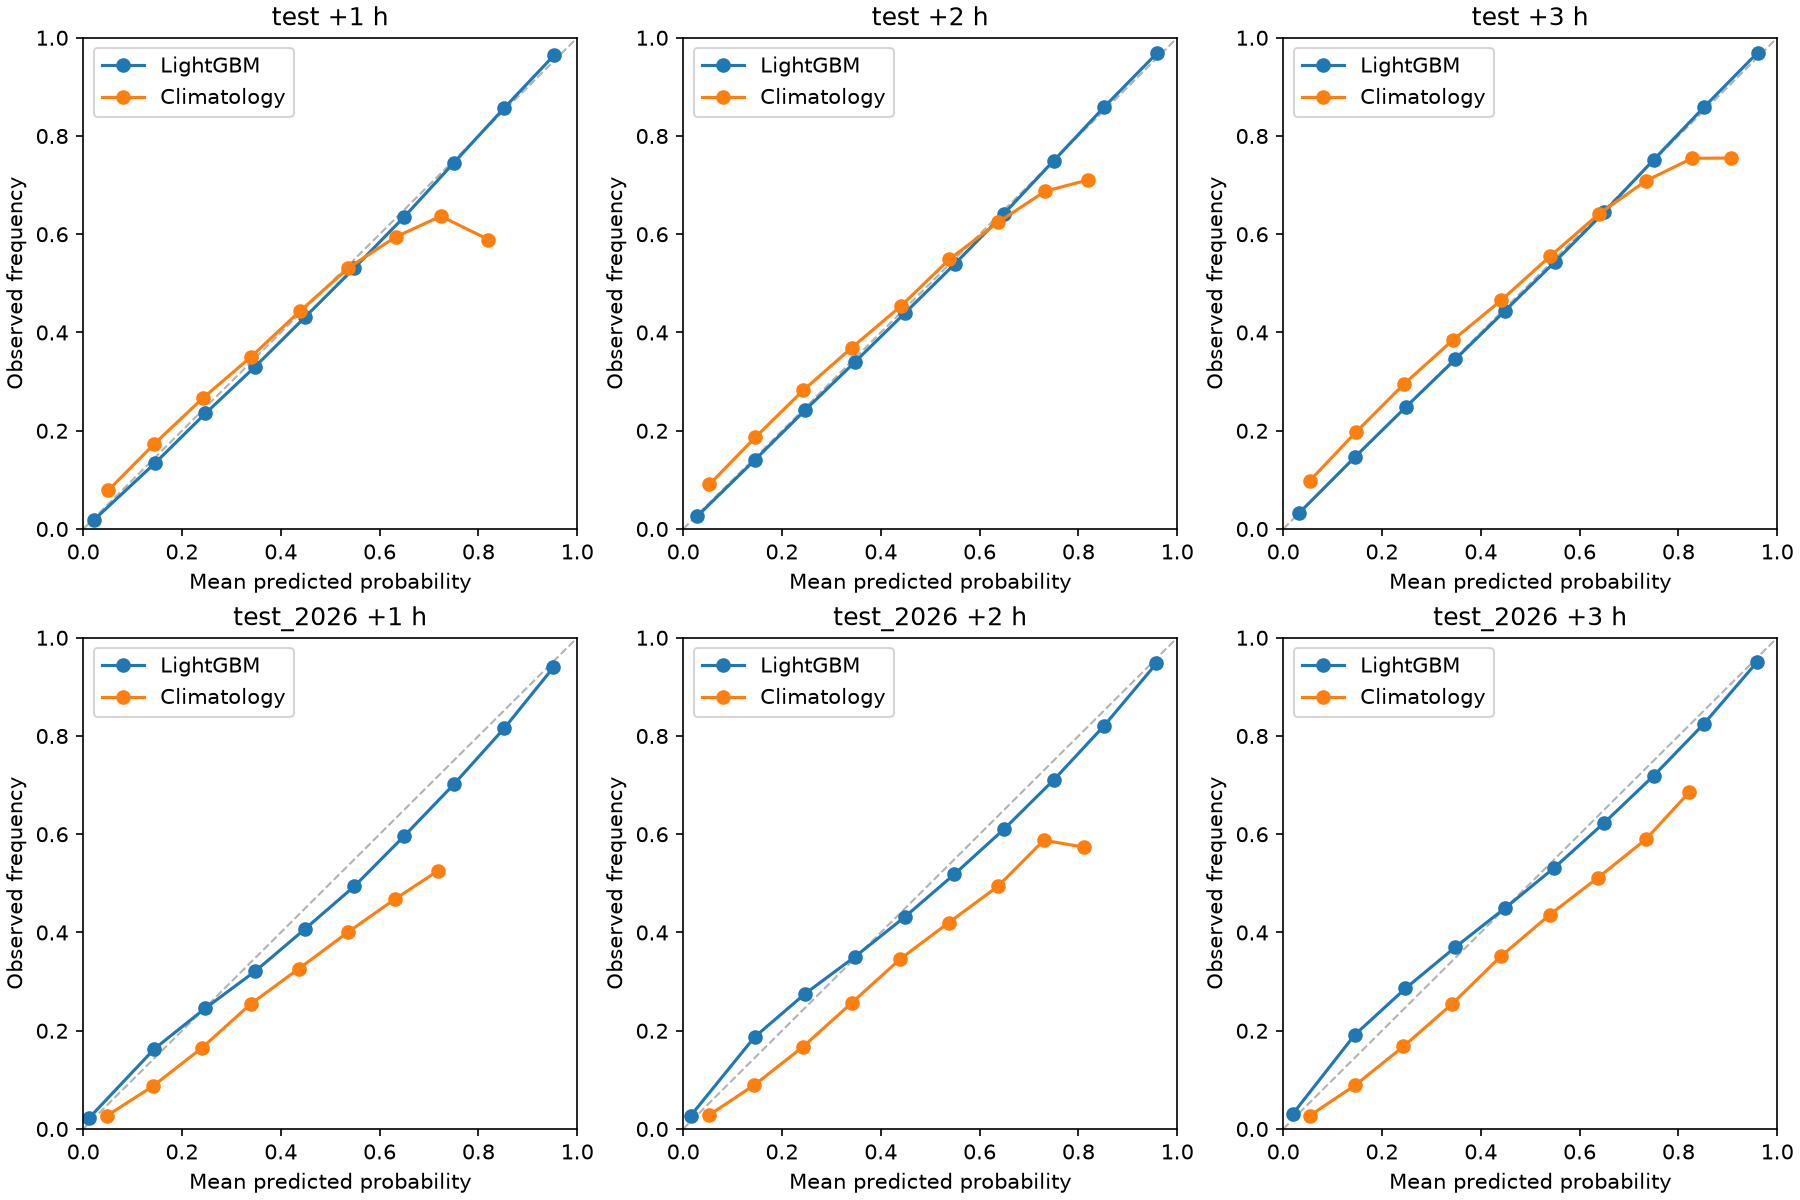 test +1 h
LightGBM
Climatology
Observed frequency
1.0
0.8
0.6
0.4
0.2
0.0
0.0 0.2 0.4 0.6 0.8 1.0
Mean predicted probability
test +2 h
LightGBM
Climatology
Observed frequency
1.0
0.8
0.6
0.4
0.2
0.0
0.0 0.2 0.4 0.6 0.8 1.0
Mean predicted probability
test +3 h
LightGBM
Climatology
Observed frequency
1.0
0.8
0.6
0.4
0.2
0.0
0.0 0.2 0.4 0.6 0.8 1.0
Mean predicted probability
test_2026 +1 h
LightGBM
Climatology
Observed frequency
1.0
0.8
0.6
0.4
0.2
0.0
0.0 0.2 0.4 0.6 0.8 1.0
Mean predicted probability
test_2026 +2 h
LightGBM
Climatology
Observed frequency
1.0
0.8
0.6
0.4
0.2
0.0
0.0 0.2 0.4 0.6 0.8 1.0
Mean predicted probability
test_2026 +3 h
LightGBM
Climatology
Observed frequency
1.0
0.8
0.6
0.4
0.2
0.0
0.0 0.2 0.4 0.6 0.8 1.0
Mean predicted probability